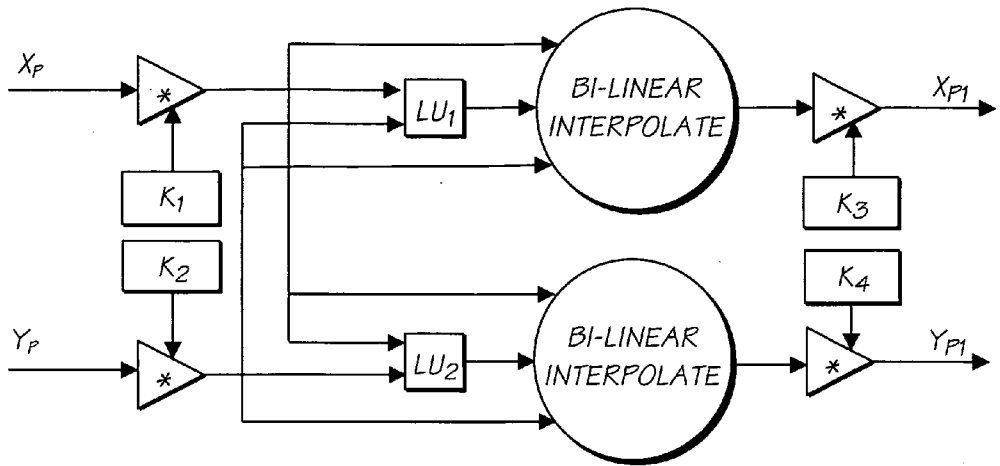 X_P
*
K_1
K_2
Y_P
*
LU_1
LU_2
BI-LINEAR
INTERPOLATE
BI-LINEAR
INTERPOLATE
*
X_P1
K_3
K_4
*
Y_P1